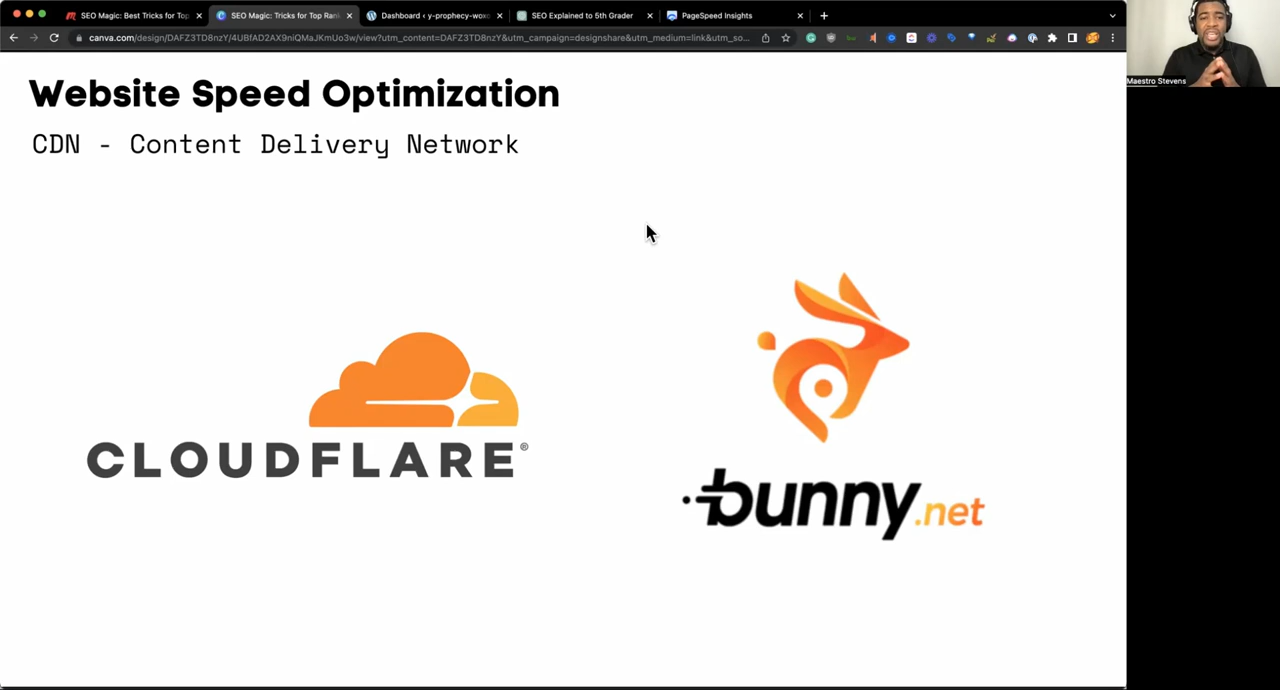 SEO Magic: Best Tricks for Top
SEO Magic: Tricks for Top Rank
Dashboard ‹ y-prophecy-woxo
SEO Explained to 5th Grader
PageSpeed Insights
canva.com/design/DAFZ3TD8nzY/4UBfAD2AX9niQMaJKmUo3w/view?utm_content=DAFZ3TD8nzY&utm_campaign=designshare&utm_medium=link&utm_so...
Maestro Stevens
Website Speed Optimization
CDN - Content Delivery Network
CLOUDFLARE®
bunny.net